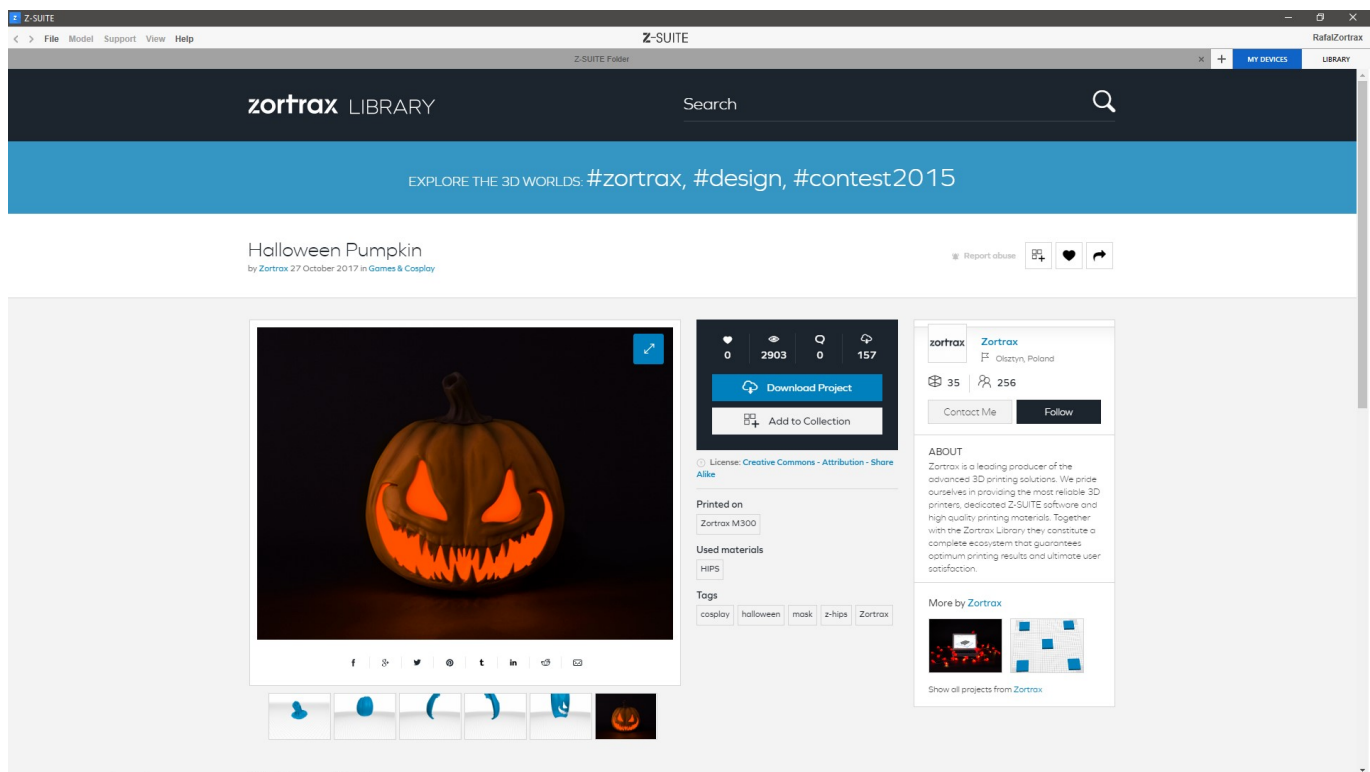 Z-SUITE
File Model Support View Help
Z-SUITE
RafalZortrax
Z-SUITE Folder
MY DEVICES
LIBRARY
zortrax LIBRARY
Search
EXPLORE THE 3D WORLDS: #zortrax, #design, #contest2015
Halloween Pumpkin
by Zortrax 27 October 2017 in Games & Cosplay
Report abuse
0 2903 0 157
Download Project
Add to Collection
License: Creative Commons - Attribution - Share
Alike
Printed on
Zortrax M300
Used materials
HIPS
Tags
cosplay halloween mask z-hips Zortrax
zortrax
Zortrax
Olsztyn, Poland
35 256
Contact Me Follow
ABOUT
Zortrax is a leading producer of the
advanced 3D printing solutions. We pride
ourselves in providing the most reliable 3D
printers, dedicated Z-SUITE software and
high quality printing materials. Together
with the Zortrax Library they constitute a
complete ecosystem that guarantees
optimum printing results and ultimate user
satisfaction.
More by Zortrax
Show all projects from Zortrax